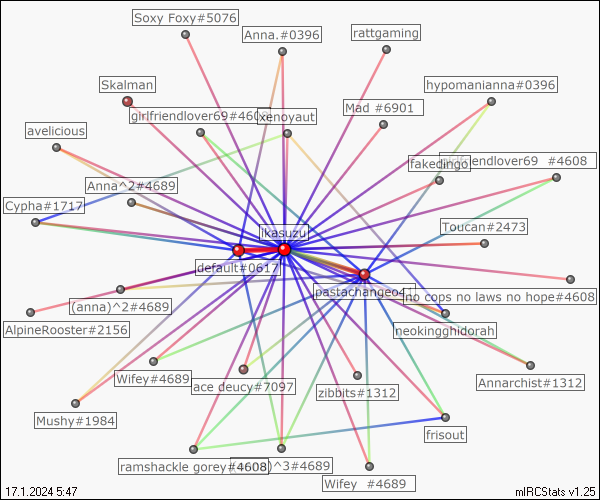 Soxy Foxy#5076
Anna.#0396
rattgaming
Skalman
hypomanianna#0396
girlfriendlover69#460
xenoyaut
Mad #6901
avelicious
fakedingo
endlover69 #4608
Anna^2#4689
Cypha#1717
Toucan#2473
ikasuzu
default#0617
pastachangeo4
no cops no laws no hope#4608
(anna)^2#4689
AlpineRooster#2156
neokingghidorah
Wifey#4689
ace deucy#7097
zibbits#1312
Annarchist#1312
Mushy#1984
frisout
ramshackle gorey#4608
)^3#4689
Wifey #4689
17.1.2024 5:47
mIRCStats v1.25